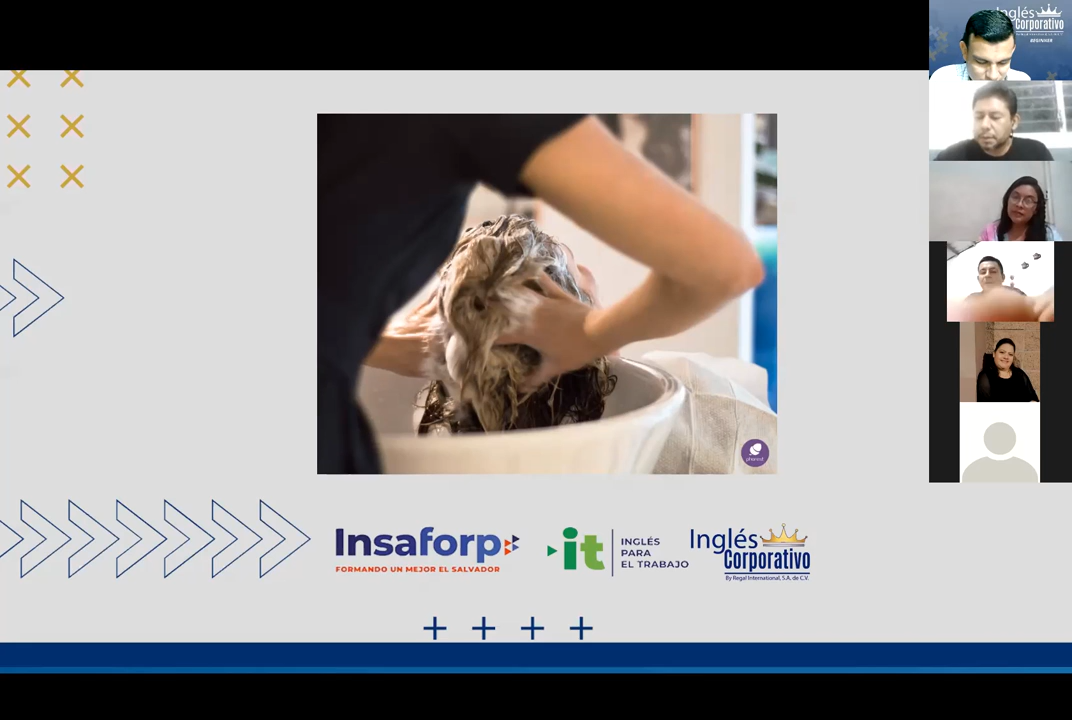 Inglés
Corporativo
BEGINNER
Insaforp
FORMANDO UN MEJOR EL SALVADOR
it
INGLÉS
PARA
EL TRABAJO
Inglés
Corporativo
By Regal International, S.A. de C.V.